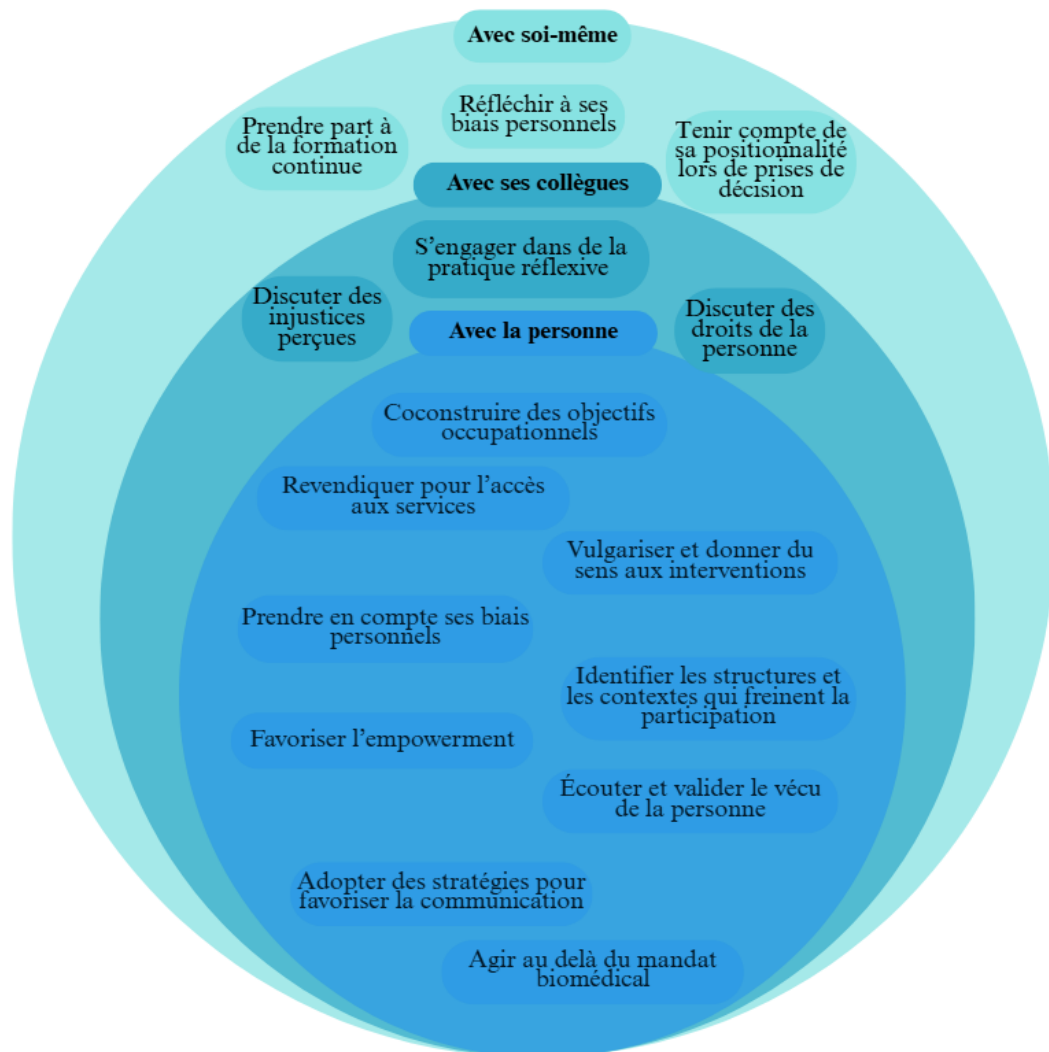 Avec soi-même
Réfléchir à ses
biais personnels
Prendre part à
de la formation
continue
Tenir compte de
sa positionnalité
lors de prises de
décision
Avec ses collègues
S'engager dans de la
pratique réflexive
Discuter des
injustices
perçues
Discuter des
droits de la
personne
Avec la personne
Coconstruire des objectifs
occupationnels
Revendiquer pour l'accès
aux services
Vulgariser et donner du
sens aux interventions
Prendre en compte ses biais
personnels
Identifier les structures et
les contextes qui freinent la
participation
Favoriser l'empowerment
Écouter et valider le vécu
de la personne
Adopter des stratégies pour
favoriser la communication
Agir au delà du mandat
biomédical